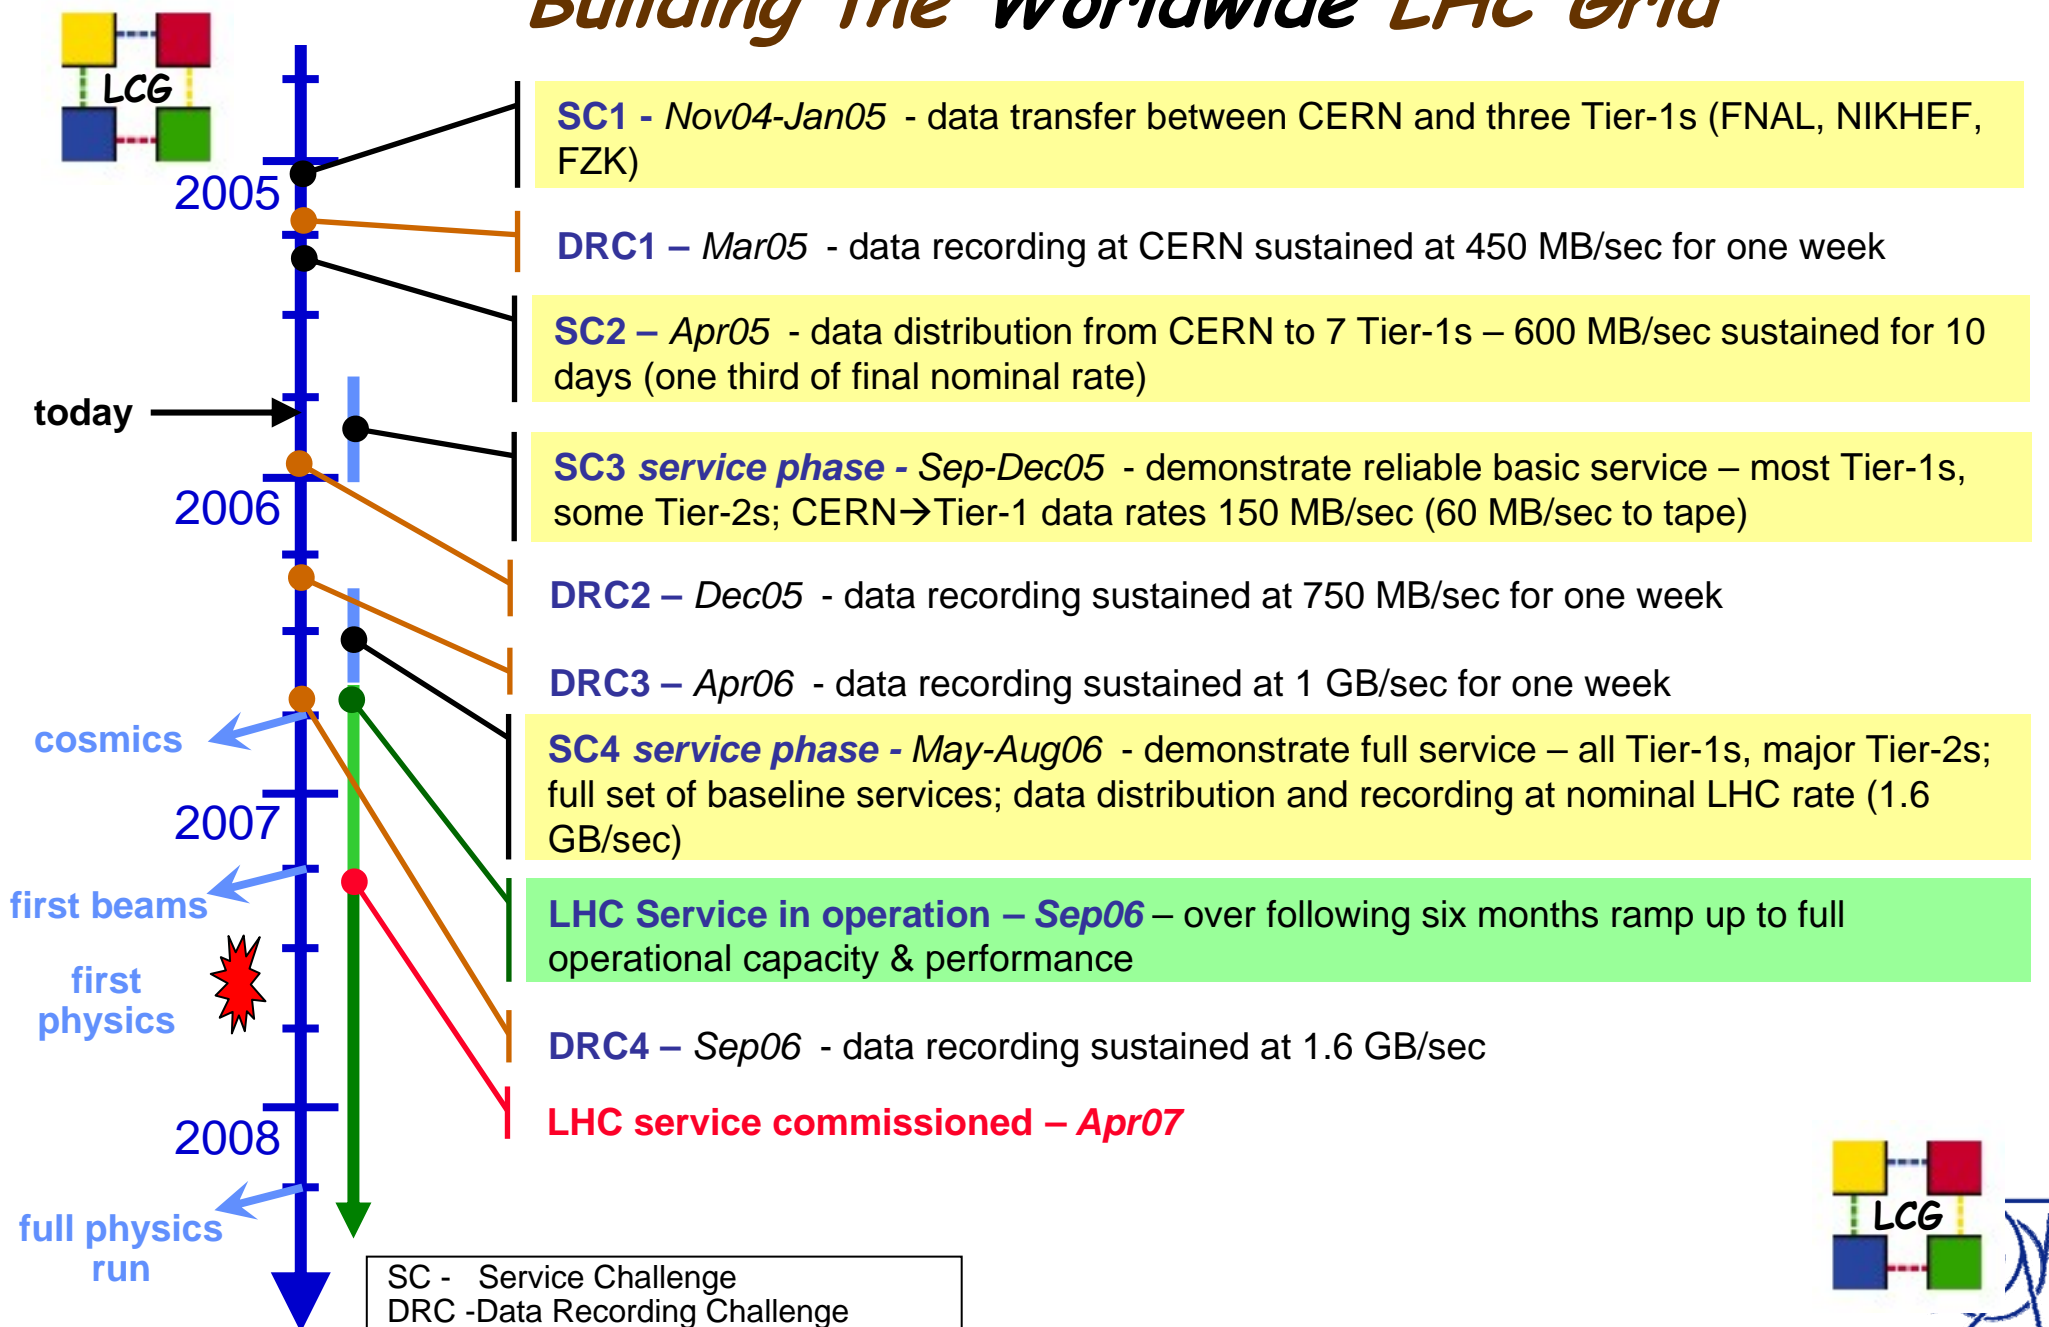 Building the Worldwide LHC Grid
LCG
SC1 - Nov04-Jan05 - data transfer between CERN and three Tier-1s (FNAL, NIKHEF,
FZK)
2005
DRC1 – Mar05 - data recording at CERN sustained at 450 MB/sec for one week
SC2 – Apr05 - data distribution from CERN to 7 Tier-1s – 600 MB/sec sustained for 10
days (one third of final nominal rate)
today
SC3 service phase - Sep-Dec05 - demonstrate reliable basic service – most Tier-1s,
some Tier-2s; CERN→Tier-1 data rates 150 MB/sec (60 MB/sec to tape)
2006
DRC2 – Dec05 - data recording sustained at 750 MB/sec for one week
DRC3 – Apr06 - data recording sustained at 1 GB/sec for one week
cosmics
SC4 service phase - May-Aug06 - demonstrate full service – all Tier-1s, major Tier-2s;
full set of baseline services; data distribution and recording at nominal LHC rate (1.6
GB/sec)
2007
first beams
LHC Service in operation – Sep06 – over following six months ramp up to full
operational capacity & performance
first
physics
DRC4 – Sep06 - data recording sustained at 1.6 GB/sec
LHC service commissioned – Apr07
2008
full physics
run
LCG
SC - Service Challenge
DRC -Data Recording Challenge